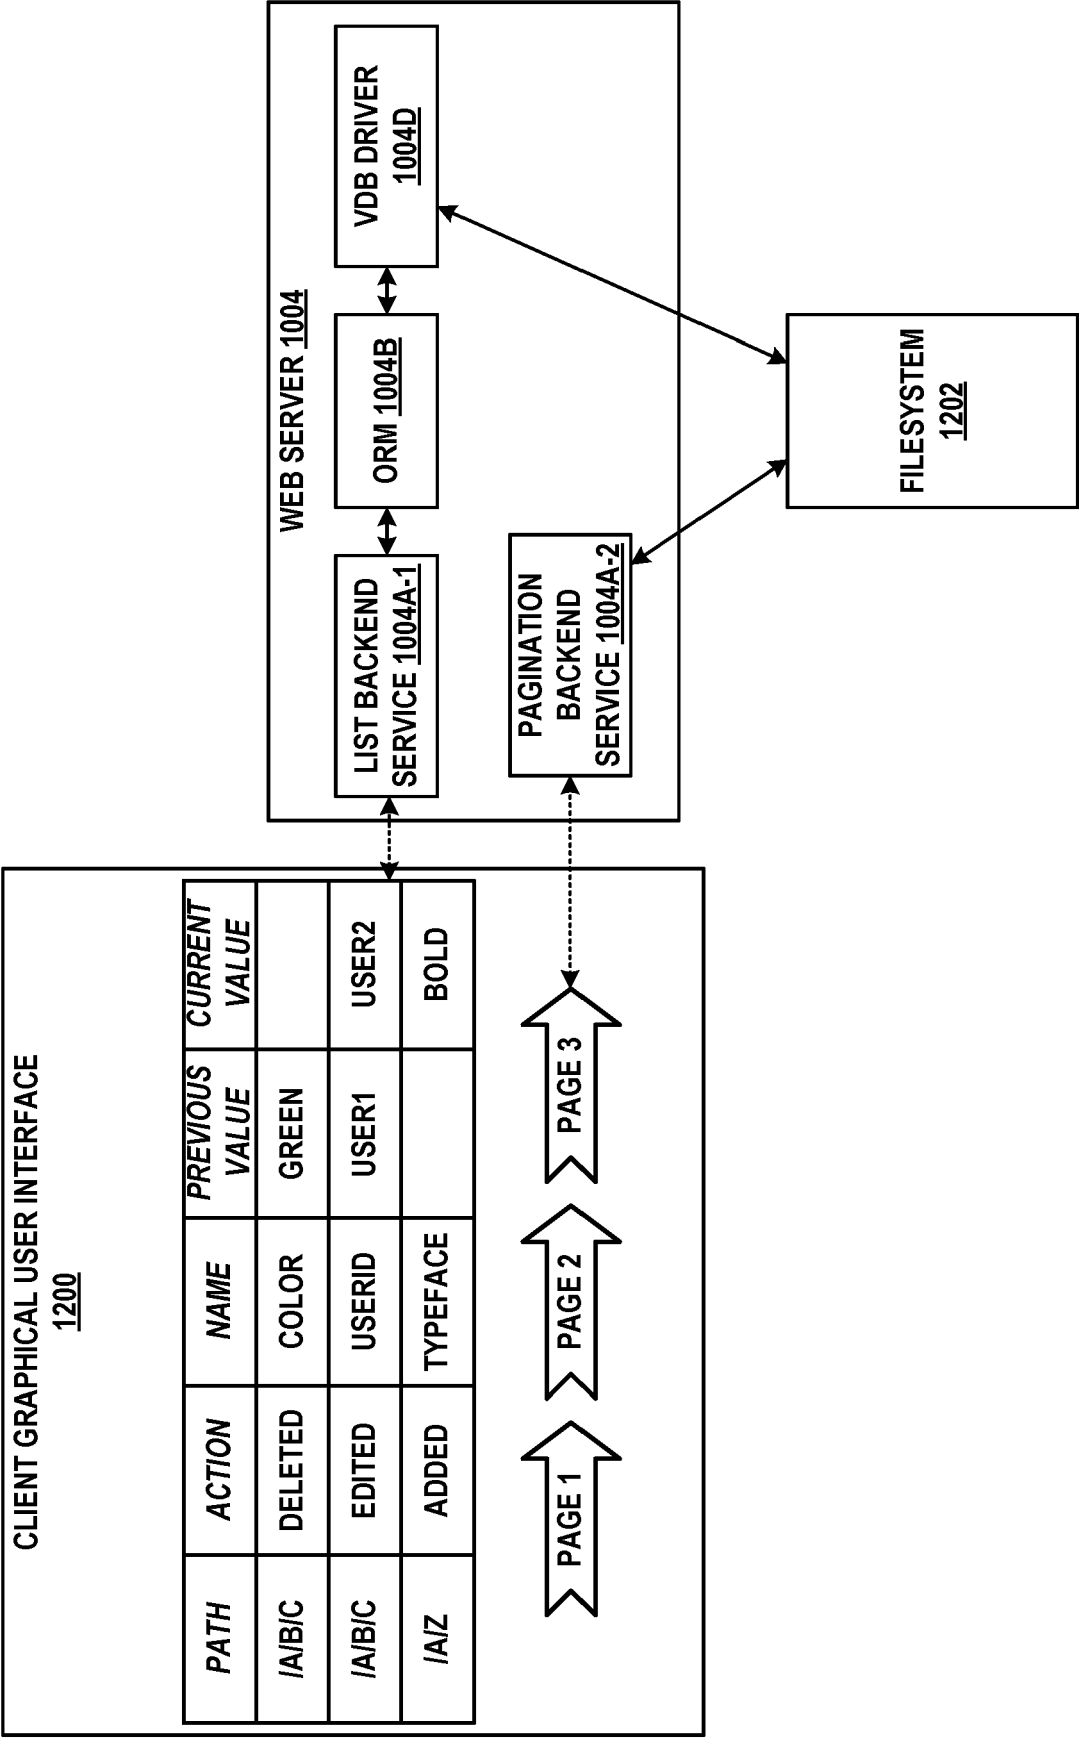 CLIENT GRAPHICAL USER INTERFACE
1200
PATH ACTION NAME PREVIOUS VALUE CURRENT VALUE
/A/B/C DELETED COLOR GREEN
/A/B/C EDITED USERID USER1 USER2
/A/Z ADDED TYPEFACE BOLD
PAGE 1 PAGE 2 PAGE 3
WEB SERVER 1004
LIST BACKEND
SERVICE 1004A-1
ORM 1004B
VDB DRIVER
1004D
PAGINATION
BACKEND
SERVICE 1004A-2
FILESYSTEM
1202